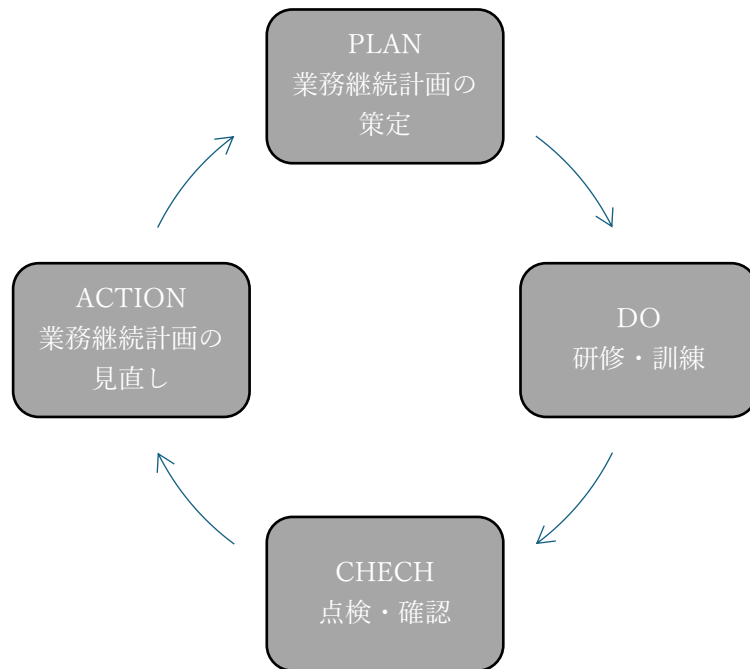 PLAN
業務継続計画の
策定
DO
研修・訓練
CHECH
点検・確認
ACTION
業務継続計画の
見直し